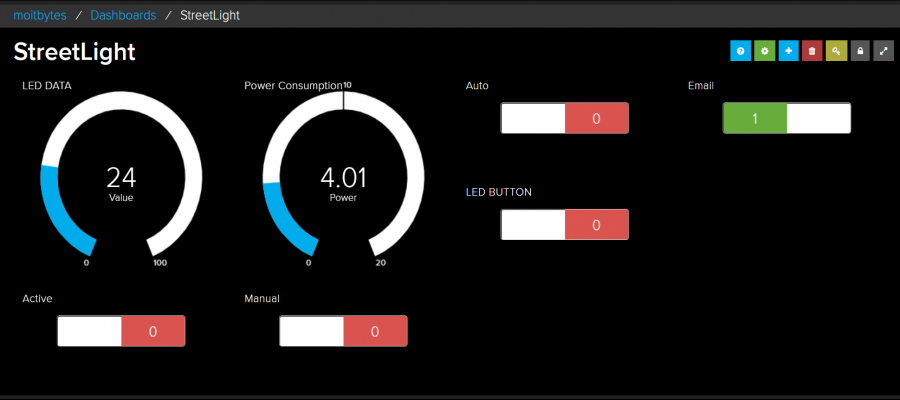 moitbytes / Dashboards / StreetLight
StreetLight
LED DATA
24
Value
0
100
Power Consumption
10
4.01
Power
0
20
Auto
0
Email
1
LED BUTTON
0
Active
0
Manual
0